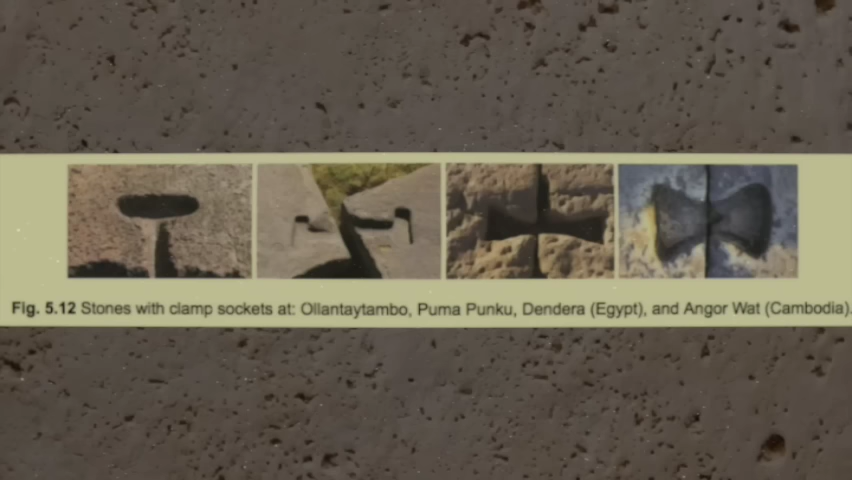 Fig. 5.12 Stones with clamp sockets at: Ollantaytambo, Puma Punku, Dendera (Egypt), and Angor Wat (Cambodia).